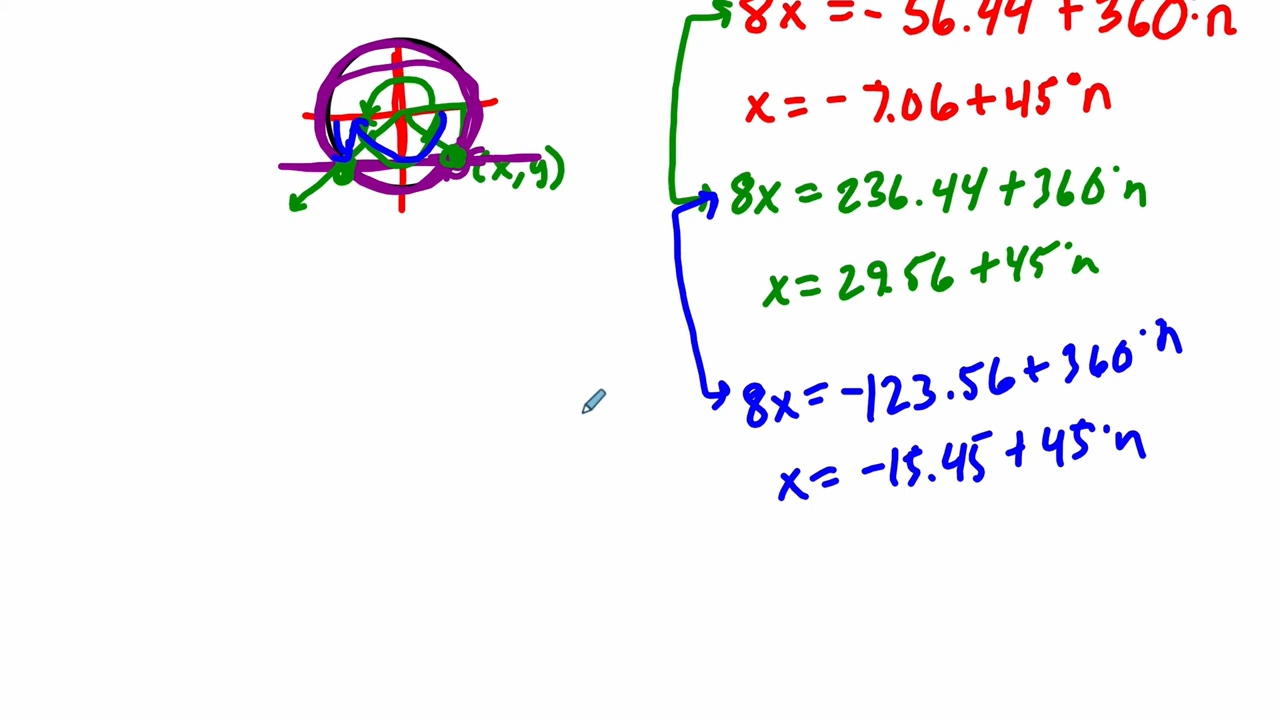 8x = - 56.44 + 360°n
x = - 7.06 + 45°n
(x,y)
8x = 236.44 + 360°n
x = 29.56 + 45°n
8x = -123.56 + 360°n
x = -15.45 + 45°n